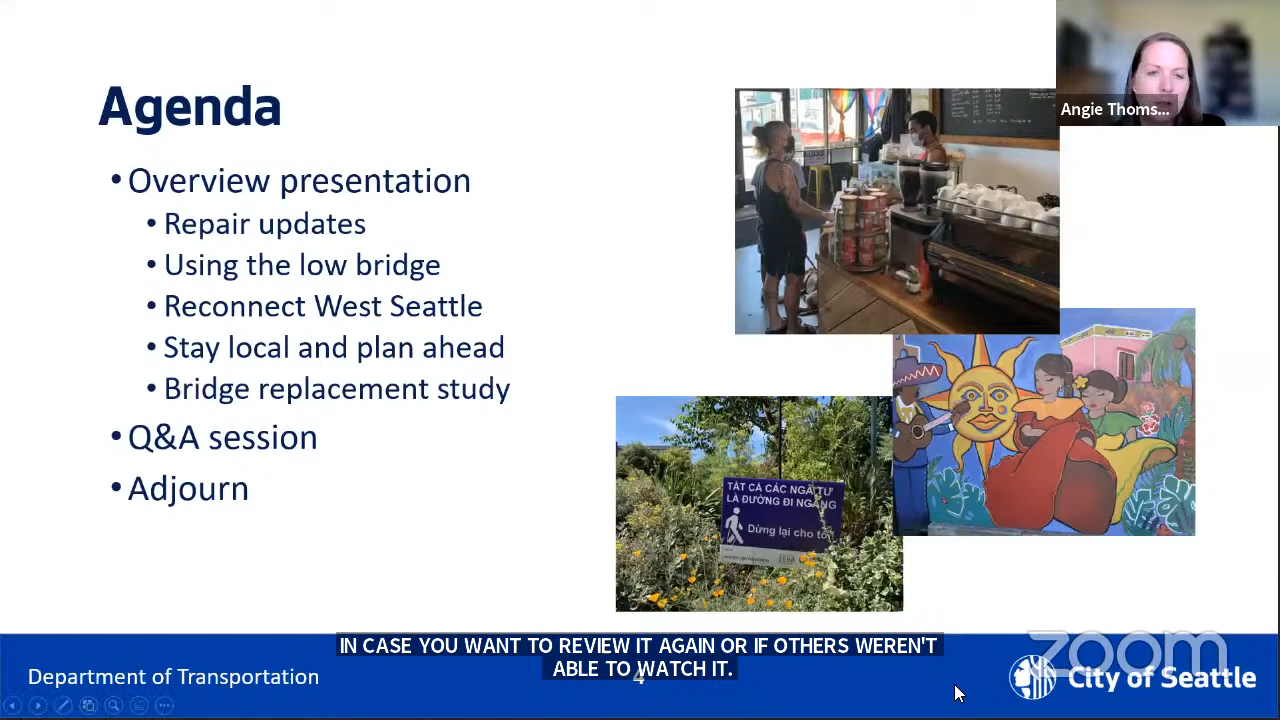 Agenda
• Overview presentation
• Repair updates
• Using the low bridge
• Reconnect West Seattle
• Stay local and plan ahead
• Bridge replacement study
• Q&A session
• Adjourn
Angie Thoms...
TẤT CẢ CÁC NGÃ TƯ
LÀ ĐƯỜNG ĐI NGANG
Dừng lại cho tôi
IN CASE YOU WANT TO REVIEW IT AGAIN OR IF OTHERS WEREN'T
ABLE TO WATCH IT.
Department of Transportation
4
zoom
City of Seattle